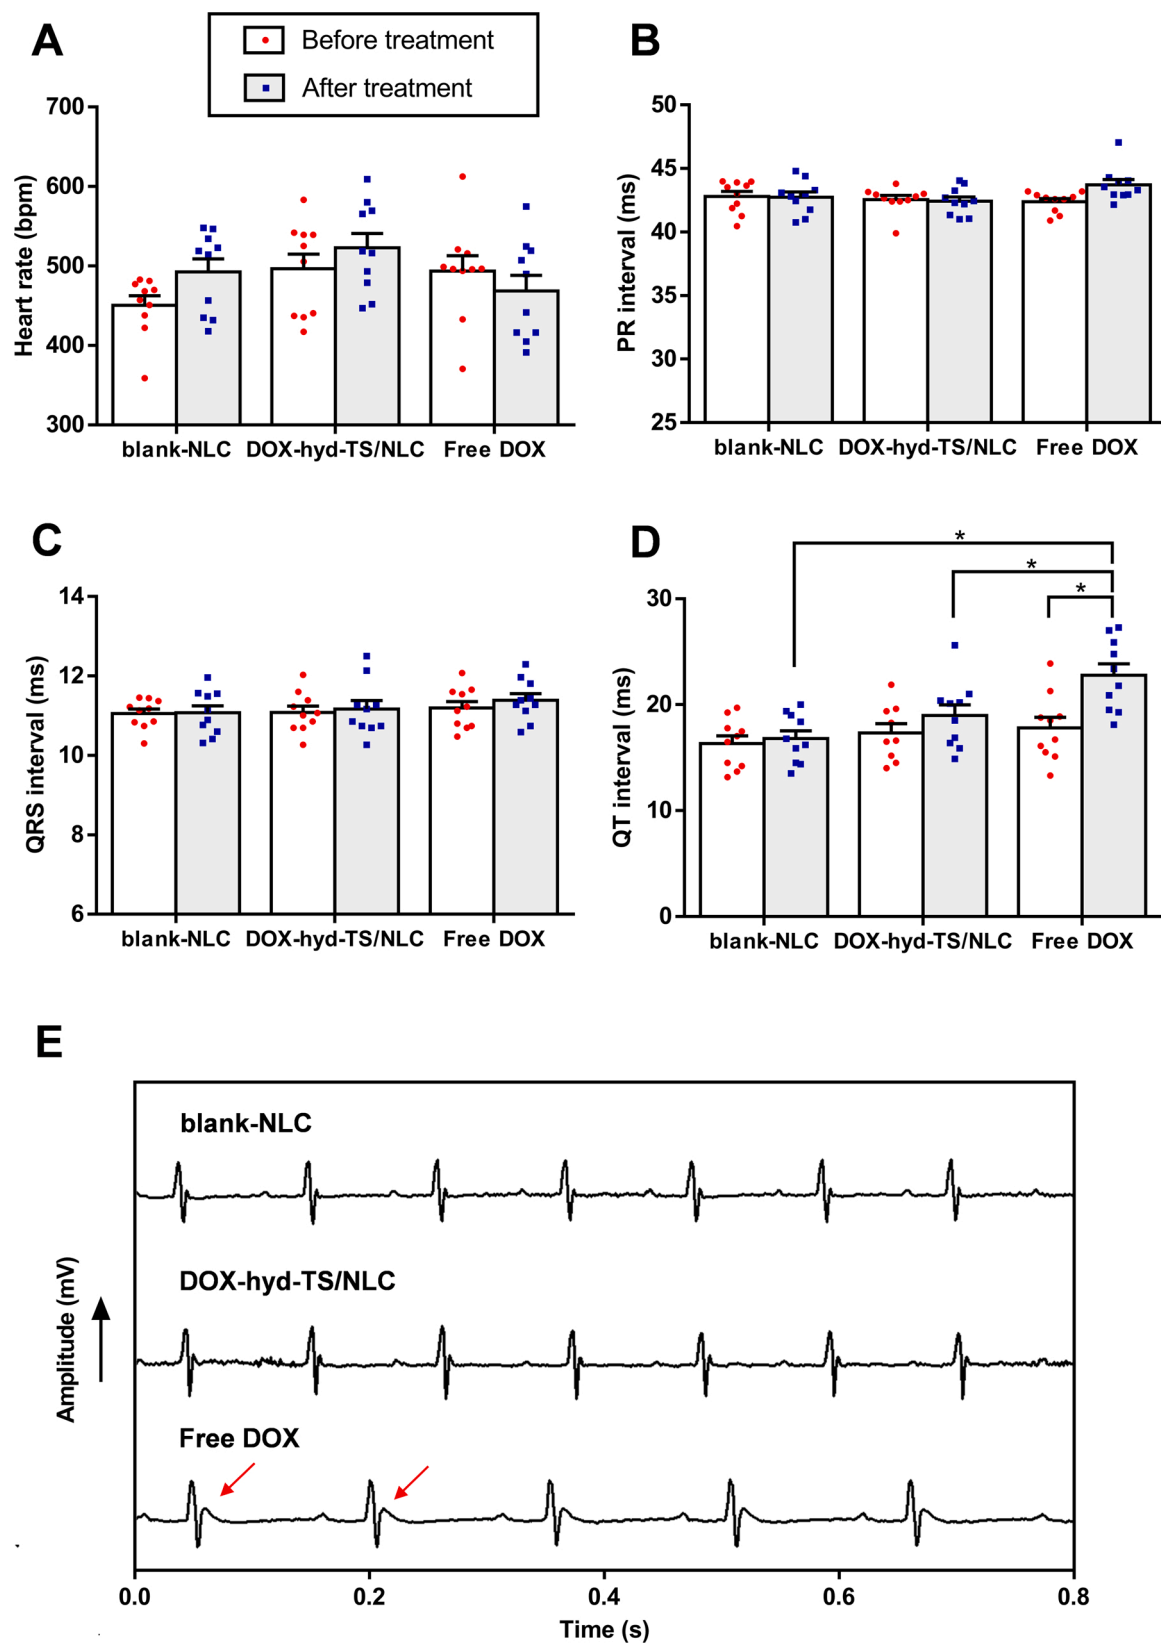 A
Before treatment
After treatment
700
600
500
400
300
Heart rate (bpm)
blank-NLC DOX-hyd-TS/NLC Free DOX
B
50
45
40
35
30
25
PR interval (ms)
blank-NLC DOX-hyd-TS/NLC Free DOX
C
14
12
10
8
6
QRS interval (ms)
blank-NLC DOX-hyd-TS/NLC Free DOX
D
*
*
*
30
20
10
0
QT interval (ms)
blank-NLC DOX-hyd-TS/NLC Free DOX
E
blank-NLC
DOX-hyd-TS/NLC
Free DOX
Amplitude (mV)
0.0 0.2 0.4 0.6 0.8
Time (s)